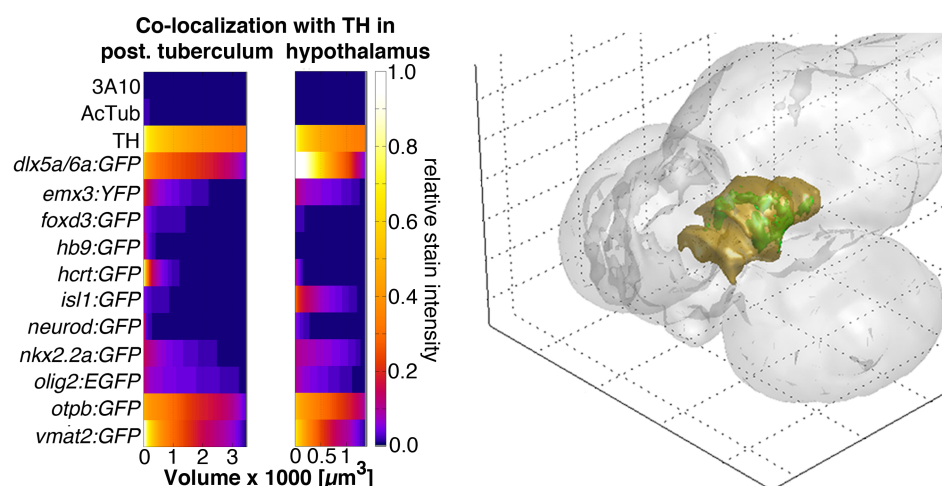 Co-localization with TH in
post. tuberculum hypothalamus
3A10
AcTub
TH
dlx5a/6a:GFP
emx3:YFP
foxd3:GFP
hb9:GFP
hcrt:GFP
isl1:GFP
neurod:GFP
nkx2.2a:GFP
olig2:EGFP
otpb:GFP
vmat2:GFP
0 1 2 3
0 0.5 1
Volume x 1000 [µm³]
1.0
0.8
0.6
0.4
0.2
0.0
relative stain intensity